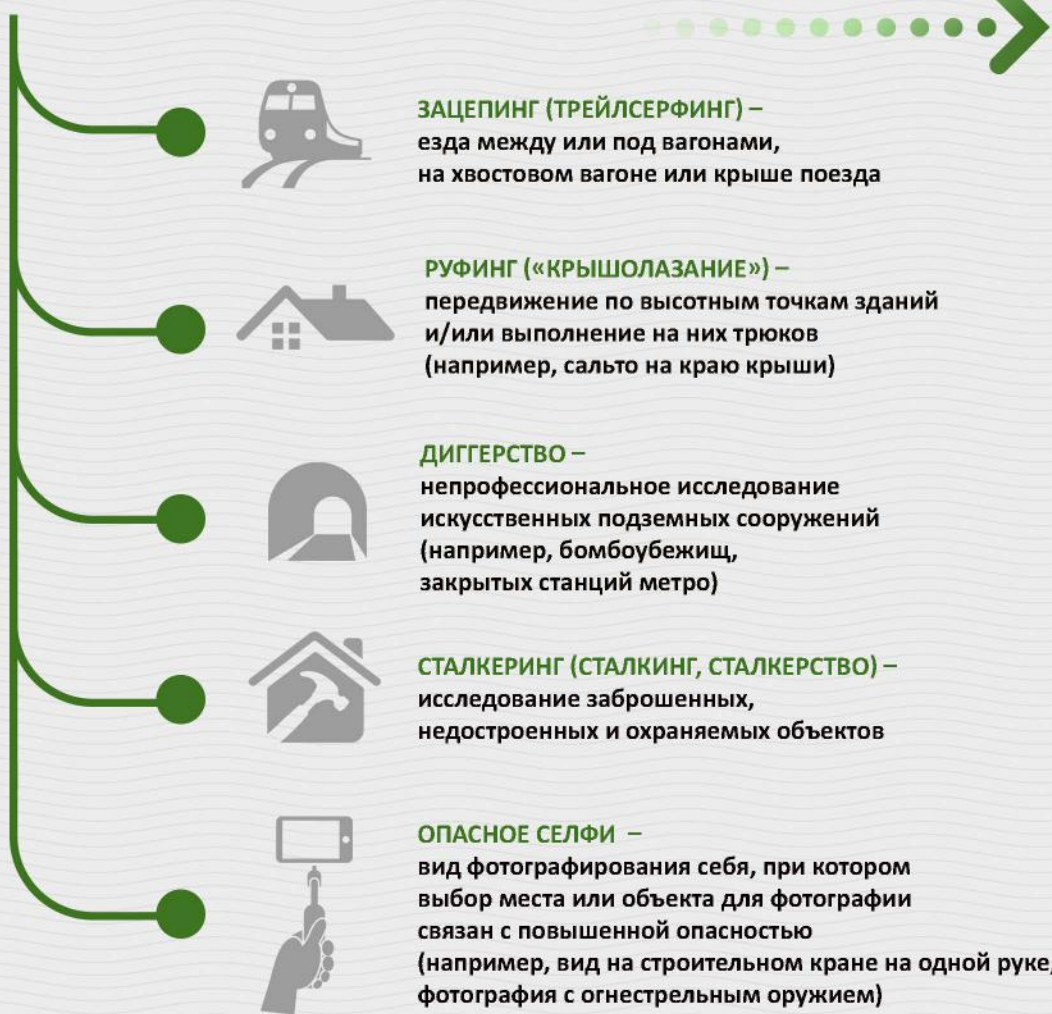 ЗАЦЕПИНГ (ТРЕЙЛСЕРФИНГ) –
езда между или под вагонами,
на хвостовом вагоне или крыше поезда
РУФИНГ («КРЫШОЛАЗАНИЕ») –
передвижение по высотным точкам зданий
и/или выполнение на них трюков
(например, сальто на краю крыши)
ДИГГЕРСТВО –
непрофессиональное исследование
искусственных подземных сооружений
(например, бомбоубежищ,
закрытых станций метро)
СТАЛКЕРИНГ (СТАЛКИНГ, СТАЛКЕРСТВО) –
исследование заброшенных,
недостроенных и охраняемых объектов
ОПАСНОЕ СЕЛФИ –
вид фотографирования себя, при котором
выбор места или объекта для фотографии
связан с повышенной опасностью
(например, вид на строительном кране на одной руке,
фотография с огнестрельным оружием)